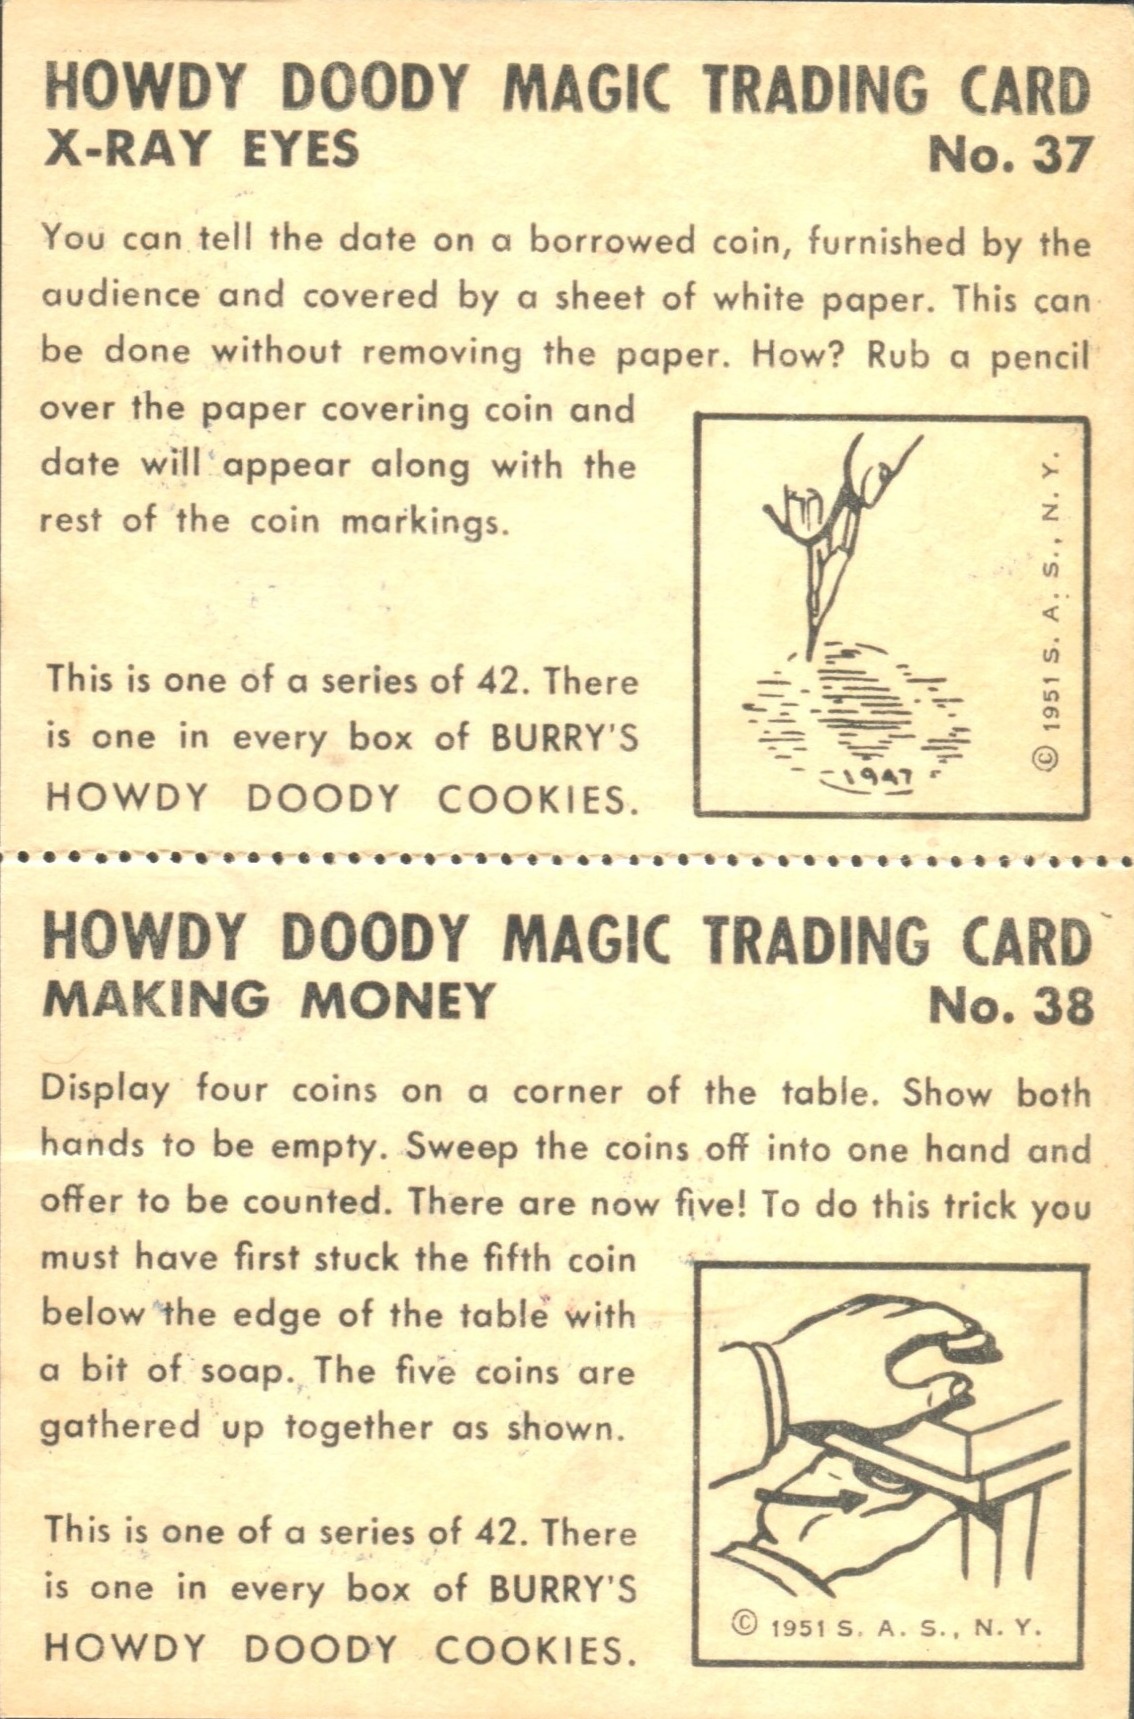 HOWDY DOODY MAGIC TRADING CARD
X-RAY EYES No. 37
You can tell the date on a borrowed coin, furnished by the
audience and covered by a sheet of white paper. This can
be done without removing the paper. How? Rub a pencil
over the paper covering coin and
date will appear along with the
rest of the coin markings.
This is one of a series of 42. There
is one in every box of BURRY'S
HOWDY DOODY COOKIES.
1947
© 1951 S. A. S., N. Y.
HOWDY DOODY MAGIC TRADING CARD
MAKING MONEY No. 38
Display four coins on a corner of the table. Show both
hands to be empty. Sweep the coins off into one hand and
offer to be counted. There are now five! To do this trick you
must have first stuck the fifth coin
below the edge of the table with
a bit of soap. The five coins are
gathered up together as shown.
This is one of a series of 42. There
is one in every box of BURRY'S
HOWDY DOODY COOKIES.
© 1951 S. A. S., N. Y.